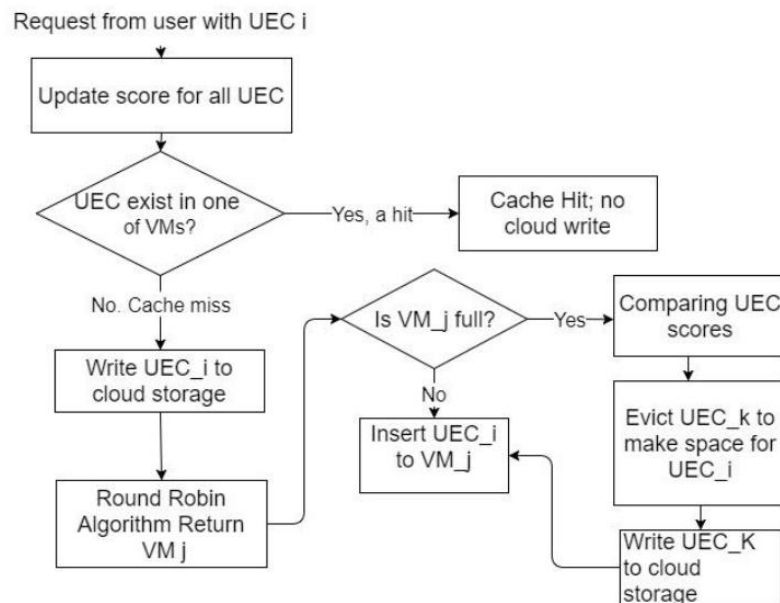 Request from user with UEC i
Update score for all UEC
UEC exist in one
of VMs?
Yes, a hit
Cache Hit; no
cloud write
No. Cache miss
Write UEC_i to
cloud storage
Round Robin
Algorithm Return
VM j
Is VM_j full?
Yes
Comparing UEC
scores
No
Insert UEC_i
to VM_j
Evict UEC_k to
make space for
UEC_i
Write UEC_K
to cloud
storage